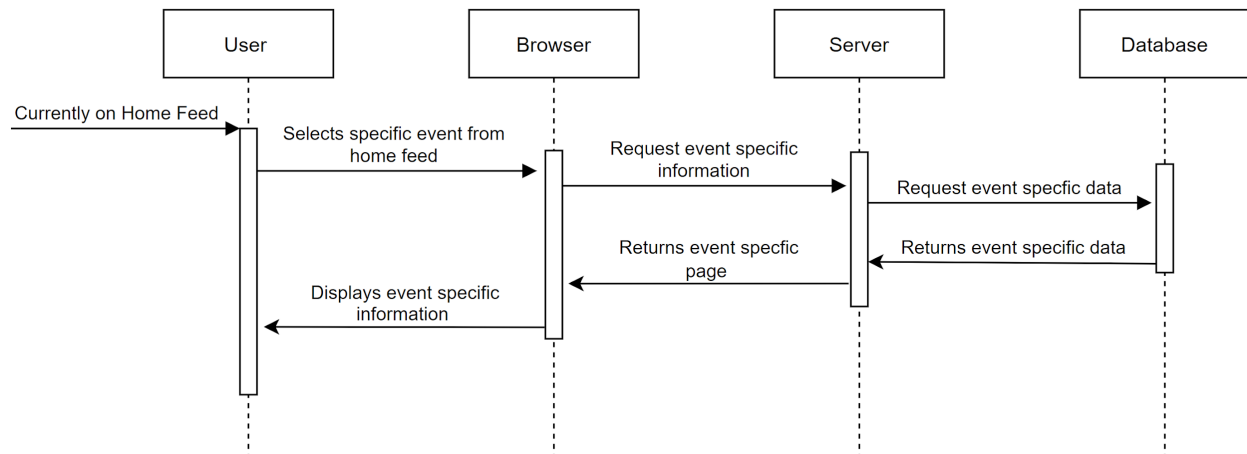 User
Browser
Server
Database
Currently on Home Feed
Selects specific event from
home feed
Request event specific
information
Request event specfic data
Returns event specific data
Returns event specfic
page
Displays event specific
information